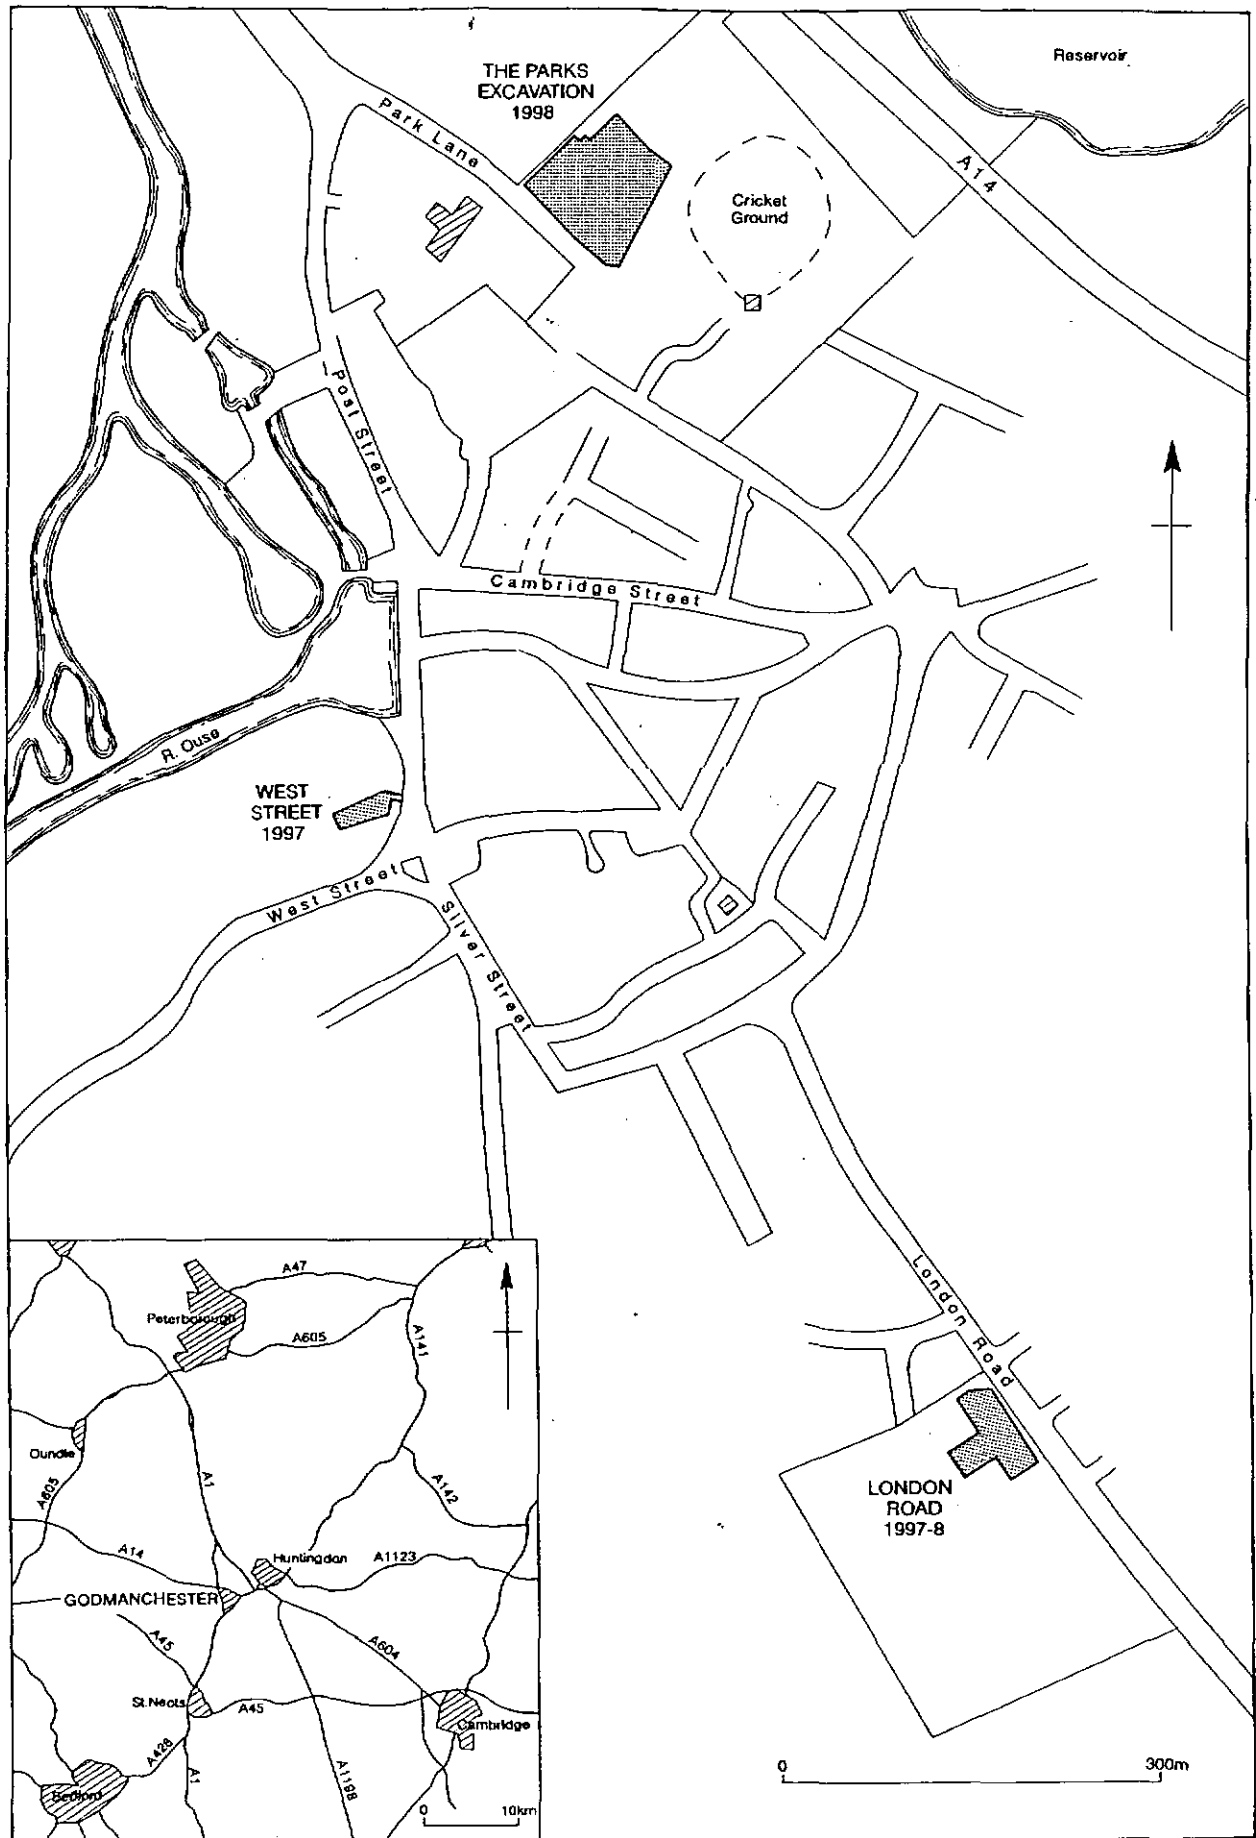 Reservoir
THE PARKS
EXCAVATION
1998
Park Lane
A14
Cricket
Ground
Post Street
Cambridge Street
R. Ouse
WEST
STREET
1997
West Street
Silver Street
London Road
LONDON
ROAD
1997-8
0 300m
A47
Peterborough
A605
A141
Oundle
A605
A1
A142
A14
Huntingdon
A1123
GODMANCHESTER
A45
A604
St.Neots
A45
Cambridge
A428
A1
A1198
Bedford
0 10km